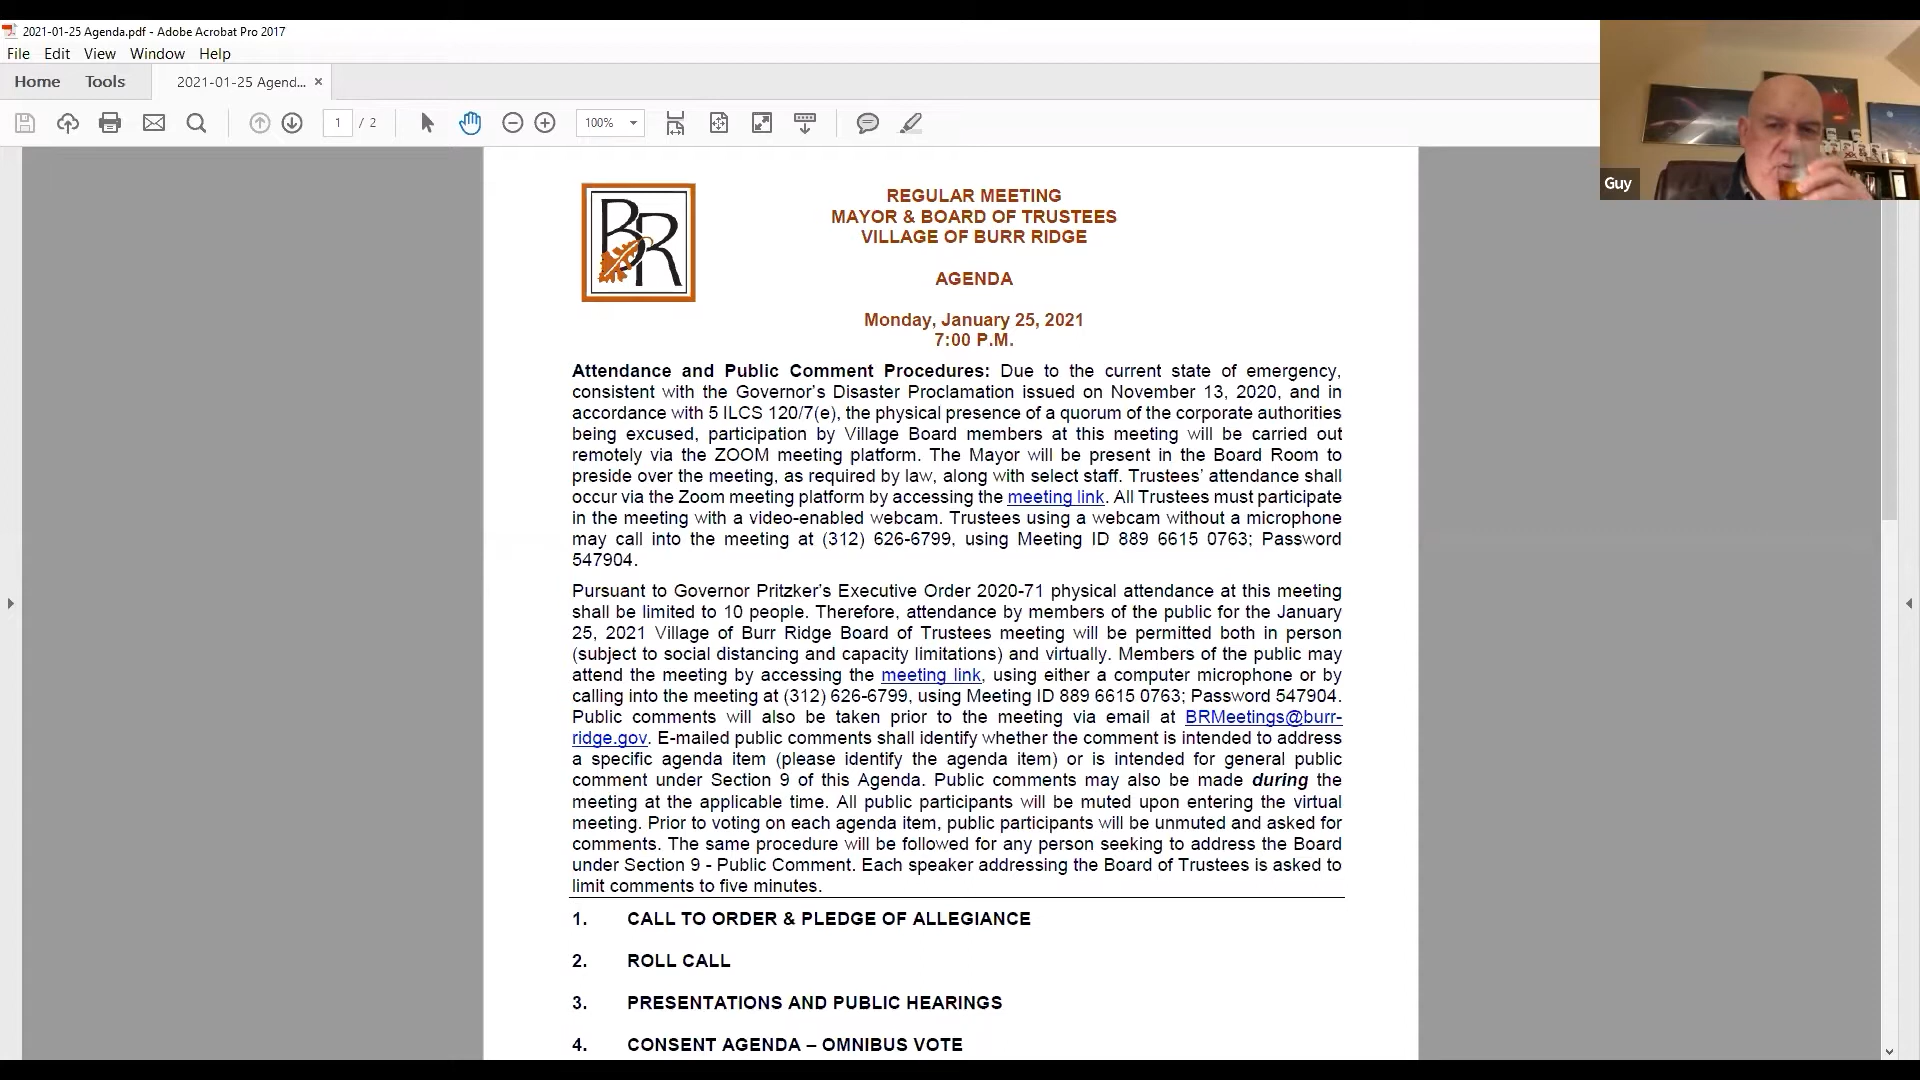 2021-01-25 Agenda.pdf - Adobe Acrobat Pro 2017
File Edit View Window Help
Home Tools 2021-01-25 Agend... ×
1 / 2 100%
Guy
BR
REGULAR MEETING
MAYOR & BOARD OF TRUSTEES
VILLAGE OF BURR RIDGE
AGENDA
Monday, January 25, 2021
7:00 P.M.
Attendance and Public Comment Procedures: Due to the current state of emergency,
consistent with the Governor's Disaster Proclamation issued on November 13, 2020, and in
accordance with 5 ILCS 120/7(e), the physical presence of a quorum of the corporate authorities
being excused, participation by Village Board members at this meeting will be carried out
remotely via the ZOOM meeting platform. The Mayor will be present in the Board Room to
preside over the meeting, as required by law, along with select staff. Trustees' attendance shall
occur via the Zoom meeting platform by accessing the meeting link. All Trustees must participate
in the meeting with a video-enabled webcam. Trustees using a webcam without a microphone
may call into the meeting at (312) 626-6799, using Meeting ID 889 6615 0763; Password
547904.
Pursuant to Governor Pritzker's Executive Order 2020-71 physical attendance at this meeting
shall be limited to 10 people. Therefore, attendance by members of the public for the January
25, 2021 Village of Burr Ridge Board of Trustees meeting will be permitted both in person
(subject to social distancing and capacity limitations) and virtually. Members of the public may
attend the meeting by accessing the meeting link, using either a computer microphone or by
calling into the meeting at (312) 626-6799, using Meeting ID 889 6615 0763; Password 547904.
Public comments will also be taken prior to the meeting via email at BRMeetings@burr-
ridge.gov. E-mailed public comments shall identify whether the comment is intended to address
a specific agenda item (please identify the agenda item) or is intended for general public
comment under Section 9 of this Agenda. Public comments may also be made during the
meeting at the applicable time. All public participants will be muted upon entering the virtual
meeting. Prior to voting on each agenda item, public participants will be unmuted and asked for
comments. The same procedure will be followed for any person seeking to address the Board
under Section 9 - Public Comment. Each speaker addressing the Board of Trustees is asked to
limit comments to five minutes.
1. CALL TO ORDER & PLEDGE OF ALLEGIANCE
2. ROLL CALL
3. PRESENTATIONS AND PUBLIC HEARINGS
4. CONSENT AGENDA – OMNIBUS VOTE